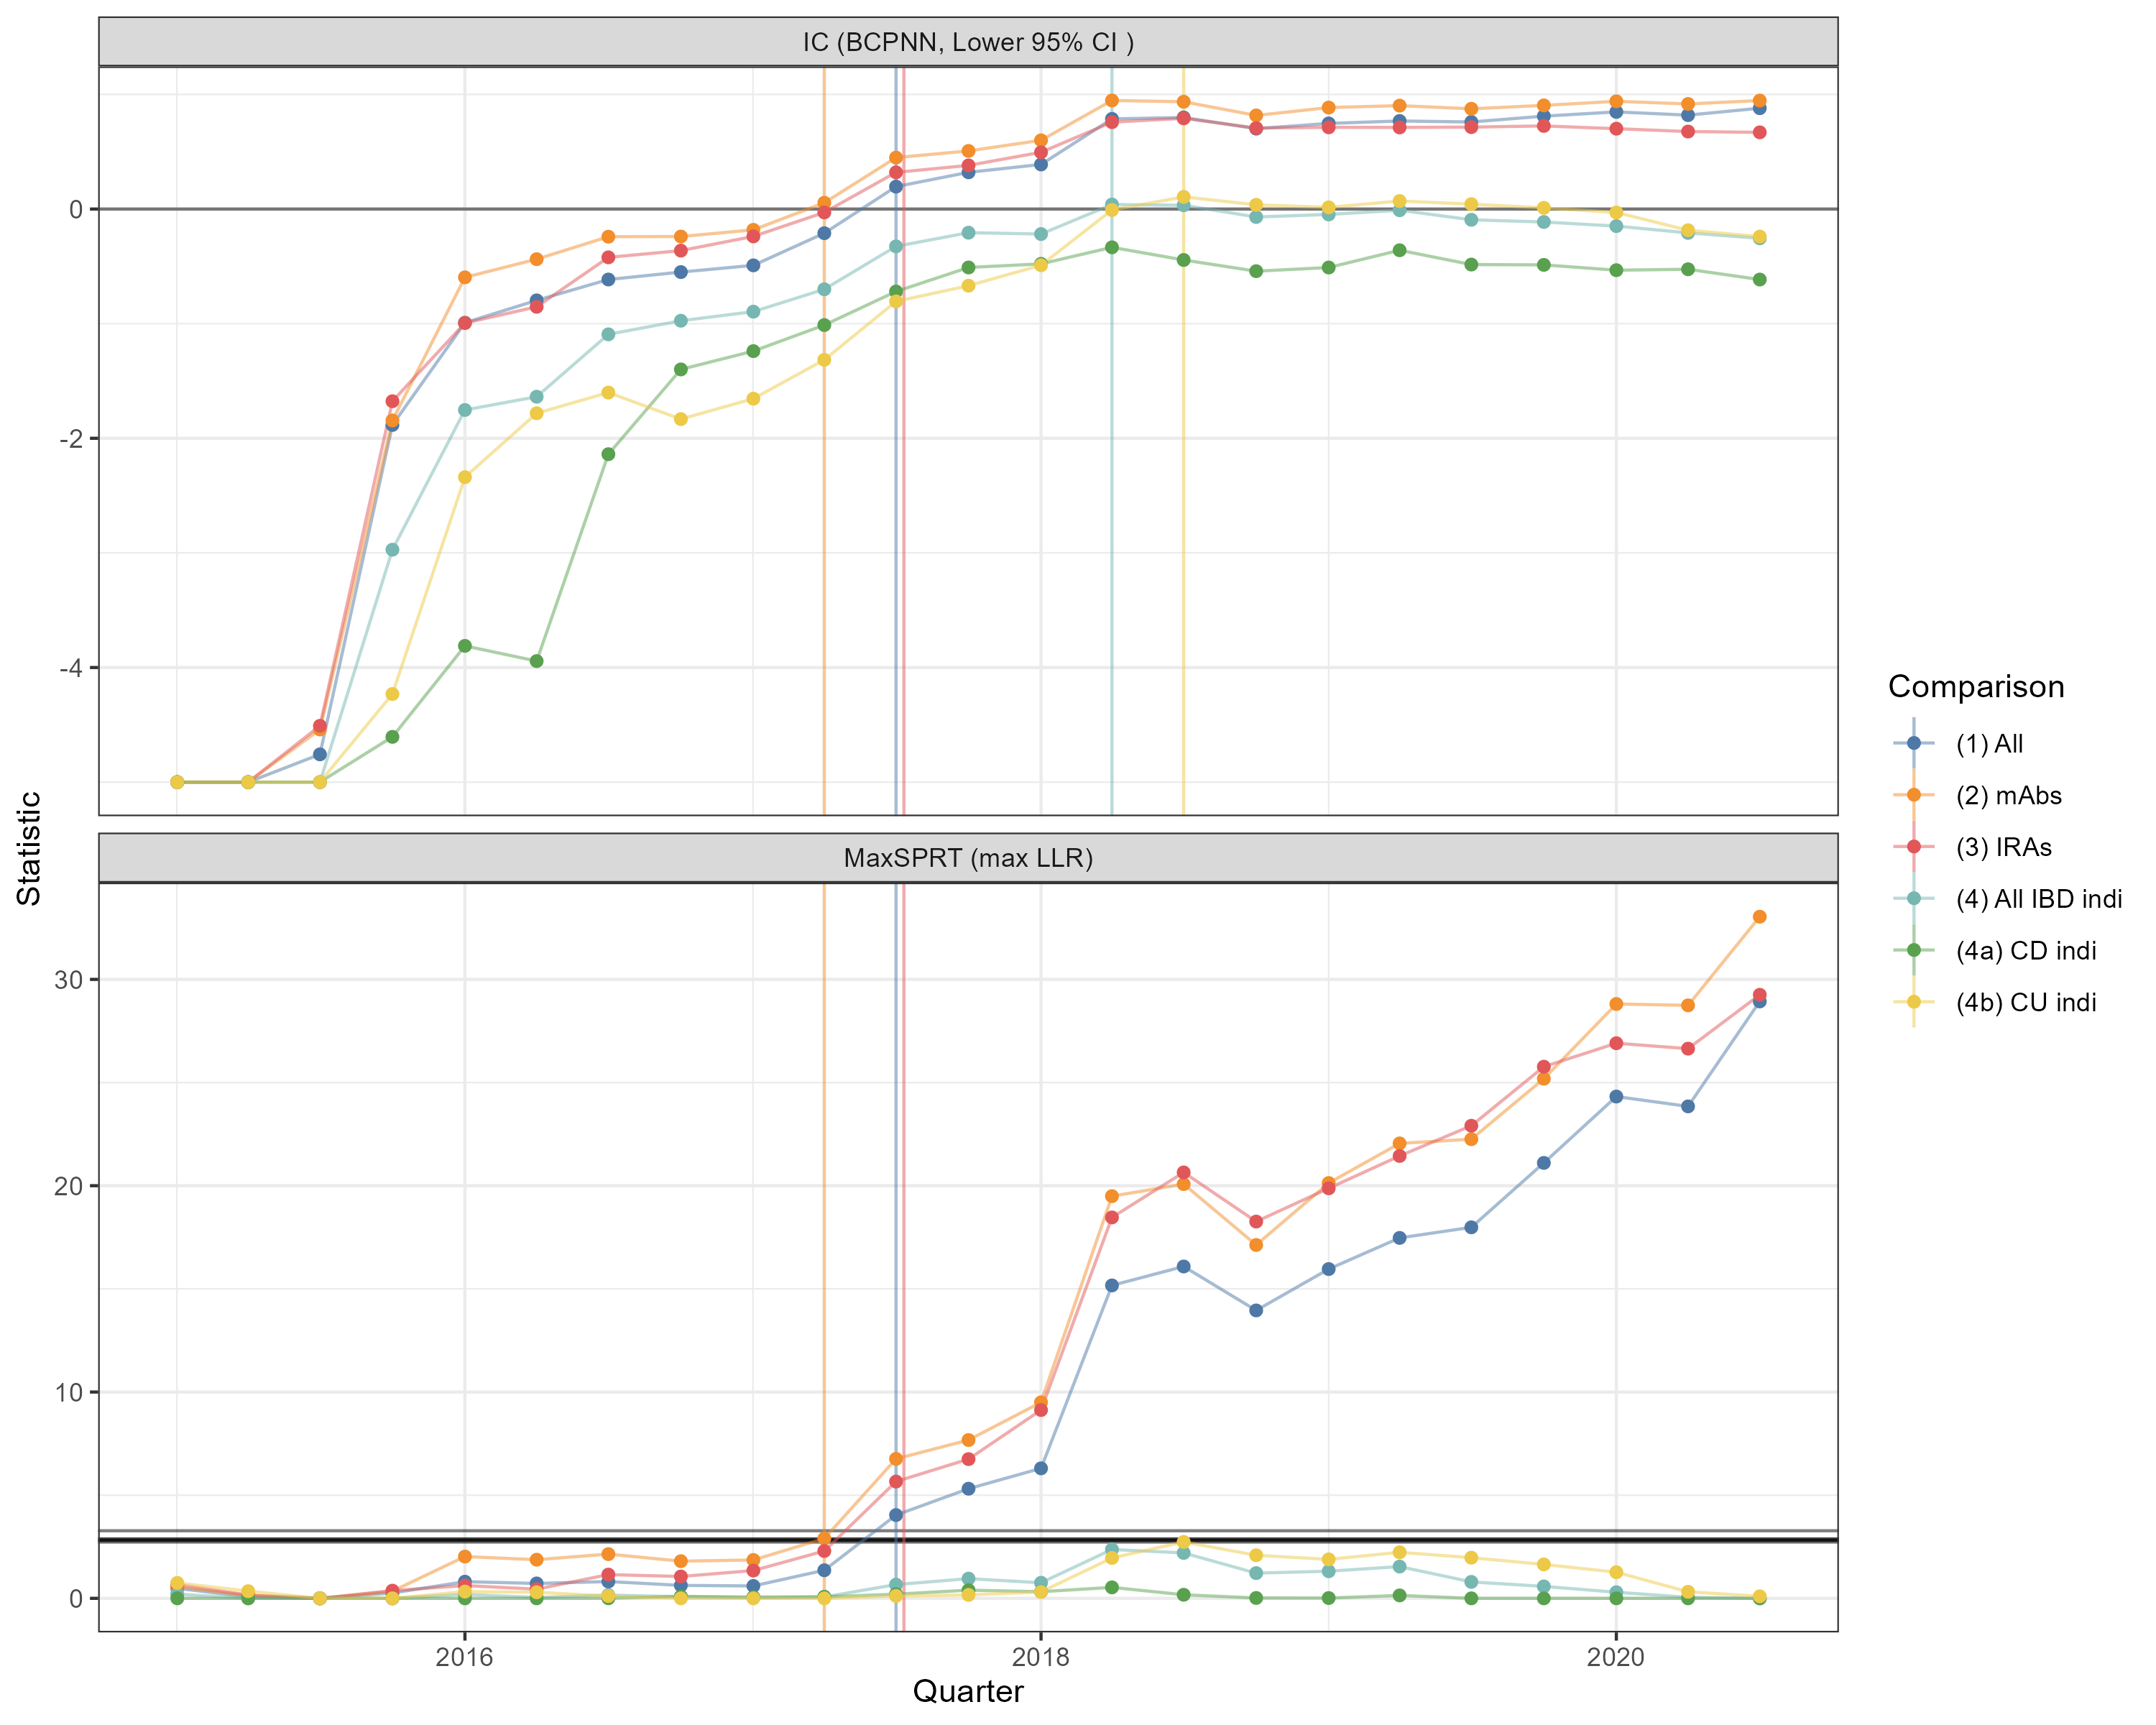 IC (BCPNN, Lower 95% CI )
0
-2
-4
Statistic
MaxSPRT (max LLR)
30
20
10
0
2016
2018
2020
Quarter
Comparison
(1) All
(2) mAbs
(3) IRAs
(4) All IBD indi
(4a) CD indi
(4b) CU indi